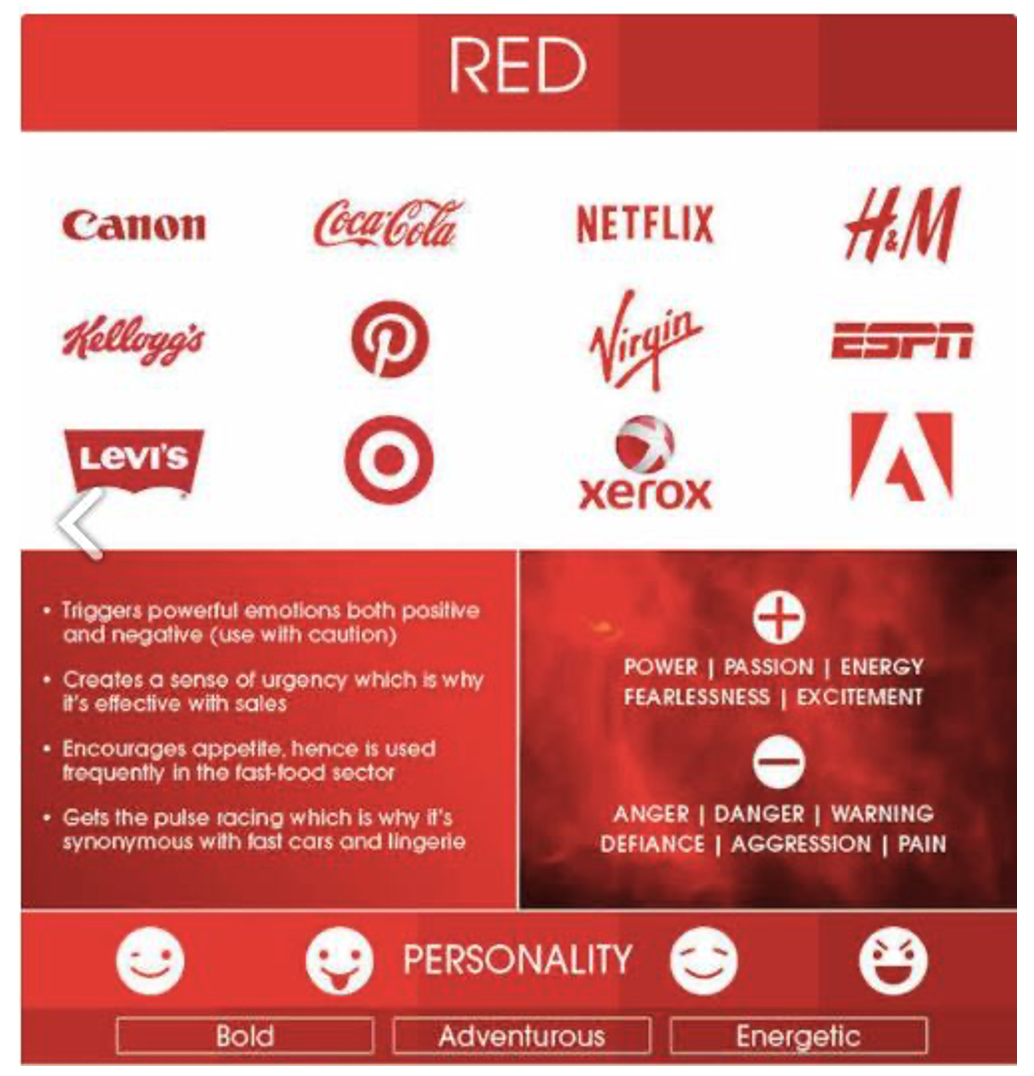 RED
Canon
Coca-Cola
NETFLIX
H&M
Kellogg's
P
Virgin
ESPN
LEVI'S
xerox
• Triggers powerful emotions both positive
and negative (use with caution)
• Creates a sense of urgency which is why
it's effective with sales
• Encourages appetite, hence is used
frequently in the fast-food sector
• Gets the pulse racing which is why it's
synonymous with fast cars and lingerie
POWER | PASSION | ENERGY
FEARLESSNESS | EXCITEMENT
ANGER | DANGER | WARNING
DEFIANCE | AGGRESSION | PAIN
PERSONALITY
Bold
Adventurous
Energetic